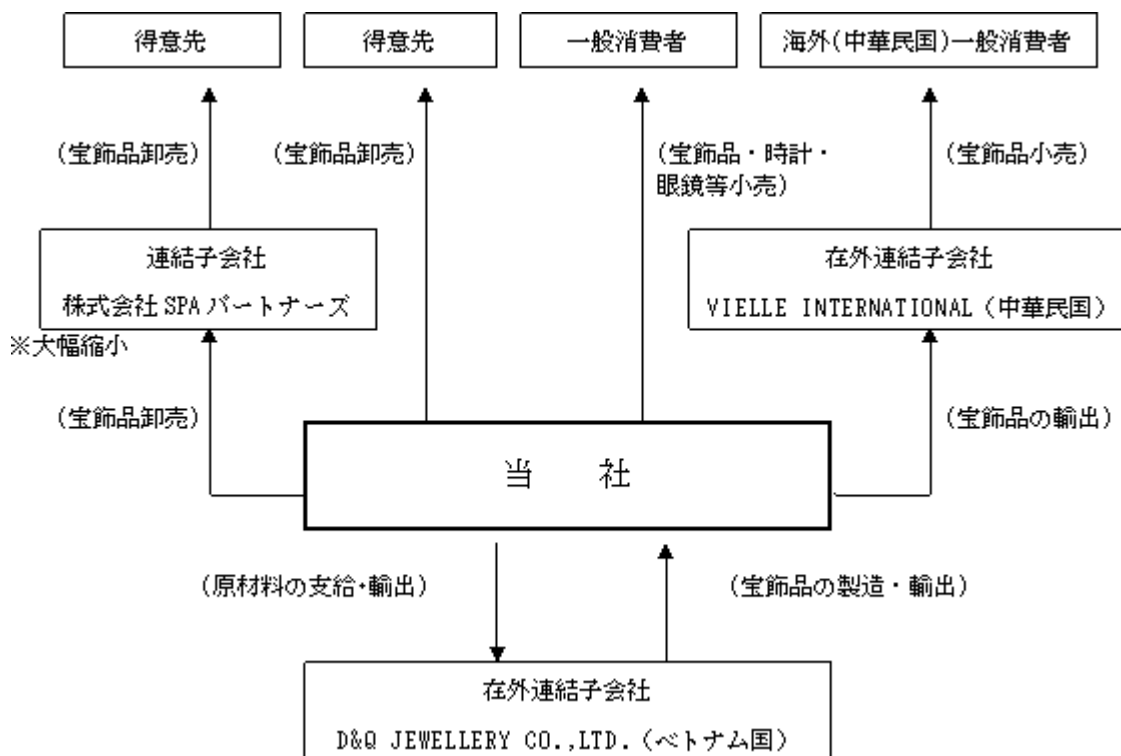 得意先
得意先
一般消費者
海外(中華民国)一般消費者
(宝飾品卸売)
(宝飾品卸売)
(宝飾品・時計・
眼鏡等小売)
(宝飾品小売)
連結子会社
株式会社SPAパートナーズ
※大幅縮小
在外連結子会社
VIELLE INTERNATIONAL (中華民国)
(宝飾品卸売)
(宝飾品の輸出)
当 社
(原材料の支給・輸出)
(宝飾品の製造・輸出)
在外連結子会社
D&Q JEWELLERY CO.,LTD. (ベトナム国)